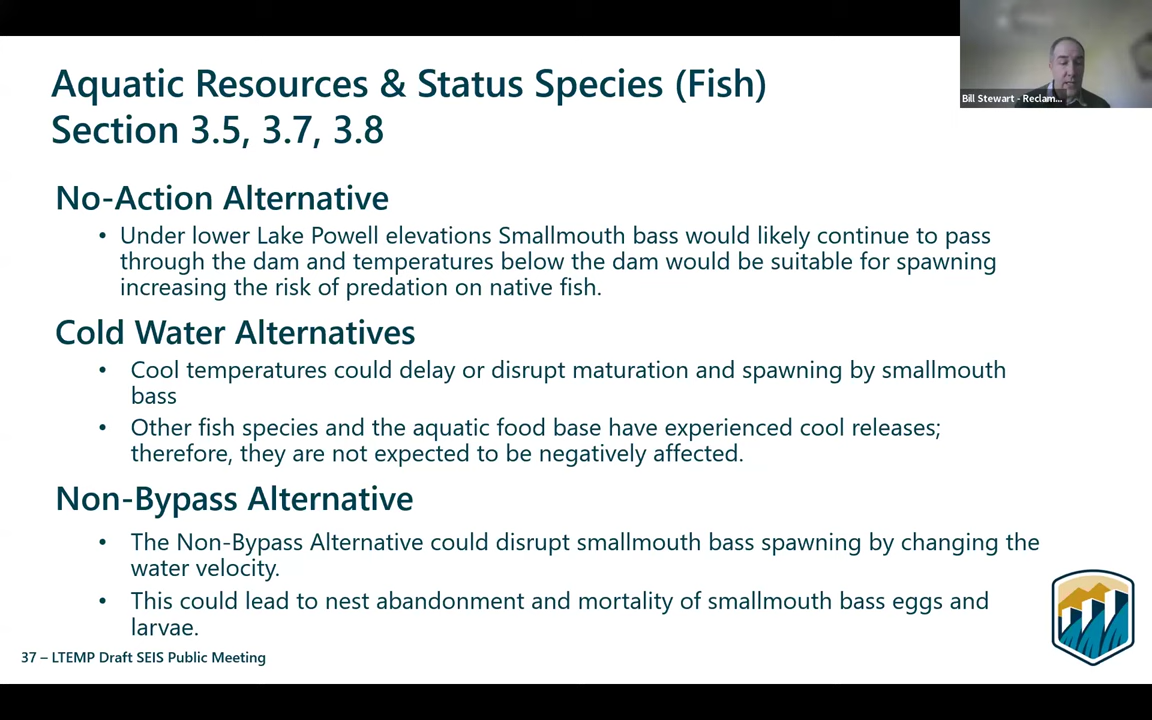 Bill Stewart - Reclam...
Aquatic Resources & Status Species (Fish)
Section 3.5, 3.7, 3.8
No-Action Alternative
• Under lower Lake Powell elevations Smallmouth bass would likely continue to pass
through the dam and temperatures below the dam would be suitable for spawning
increasing the risk of predation on native fish.
Cold Water Alternatives
• Cool temperatures could delay or disrupt maturation and spawning by smallmouth
bass
• Other fish species and the aquatic food base have experienced cool releases;
therefore, they are not expected to be negatively affected.
Non-Bypass Alternative
• The Non-Bypass Alternative could disrupt smallmouth bass spawning by changing the
water velocity.
• This could lead to nest abandonment and mortality of smallmouth bass eggs and
larvae.
37 – LTEMP Draft SEIS Public Meeting